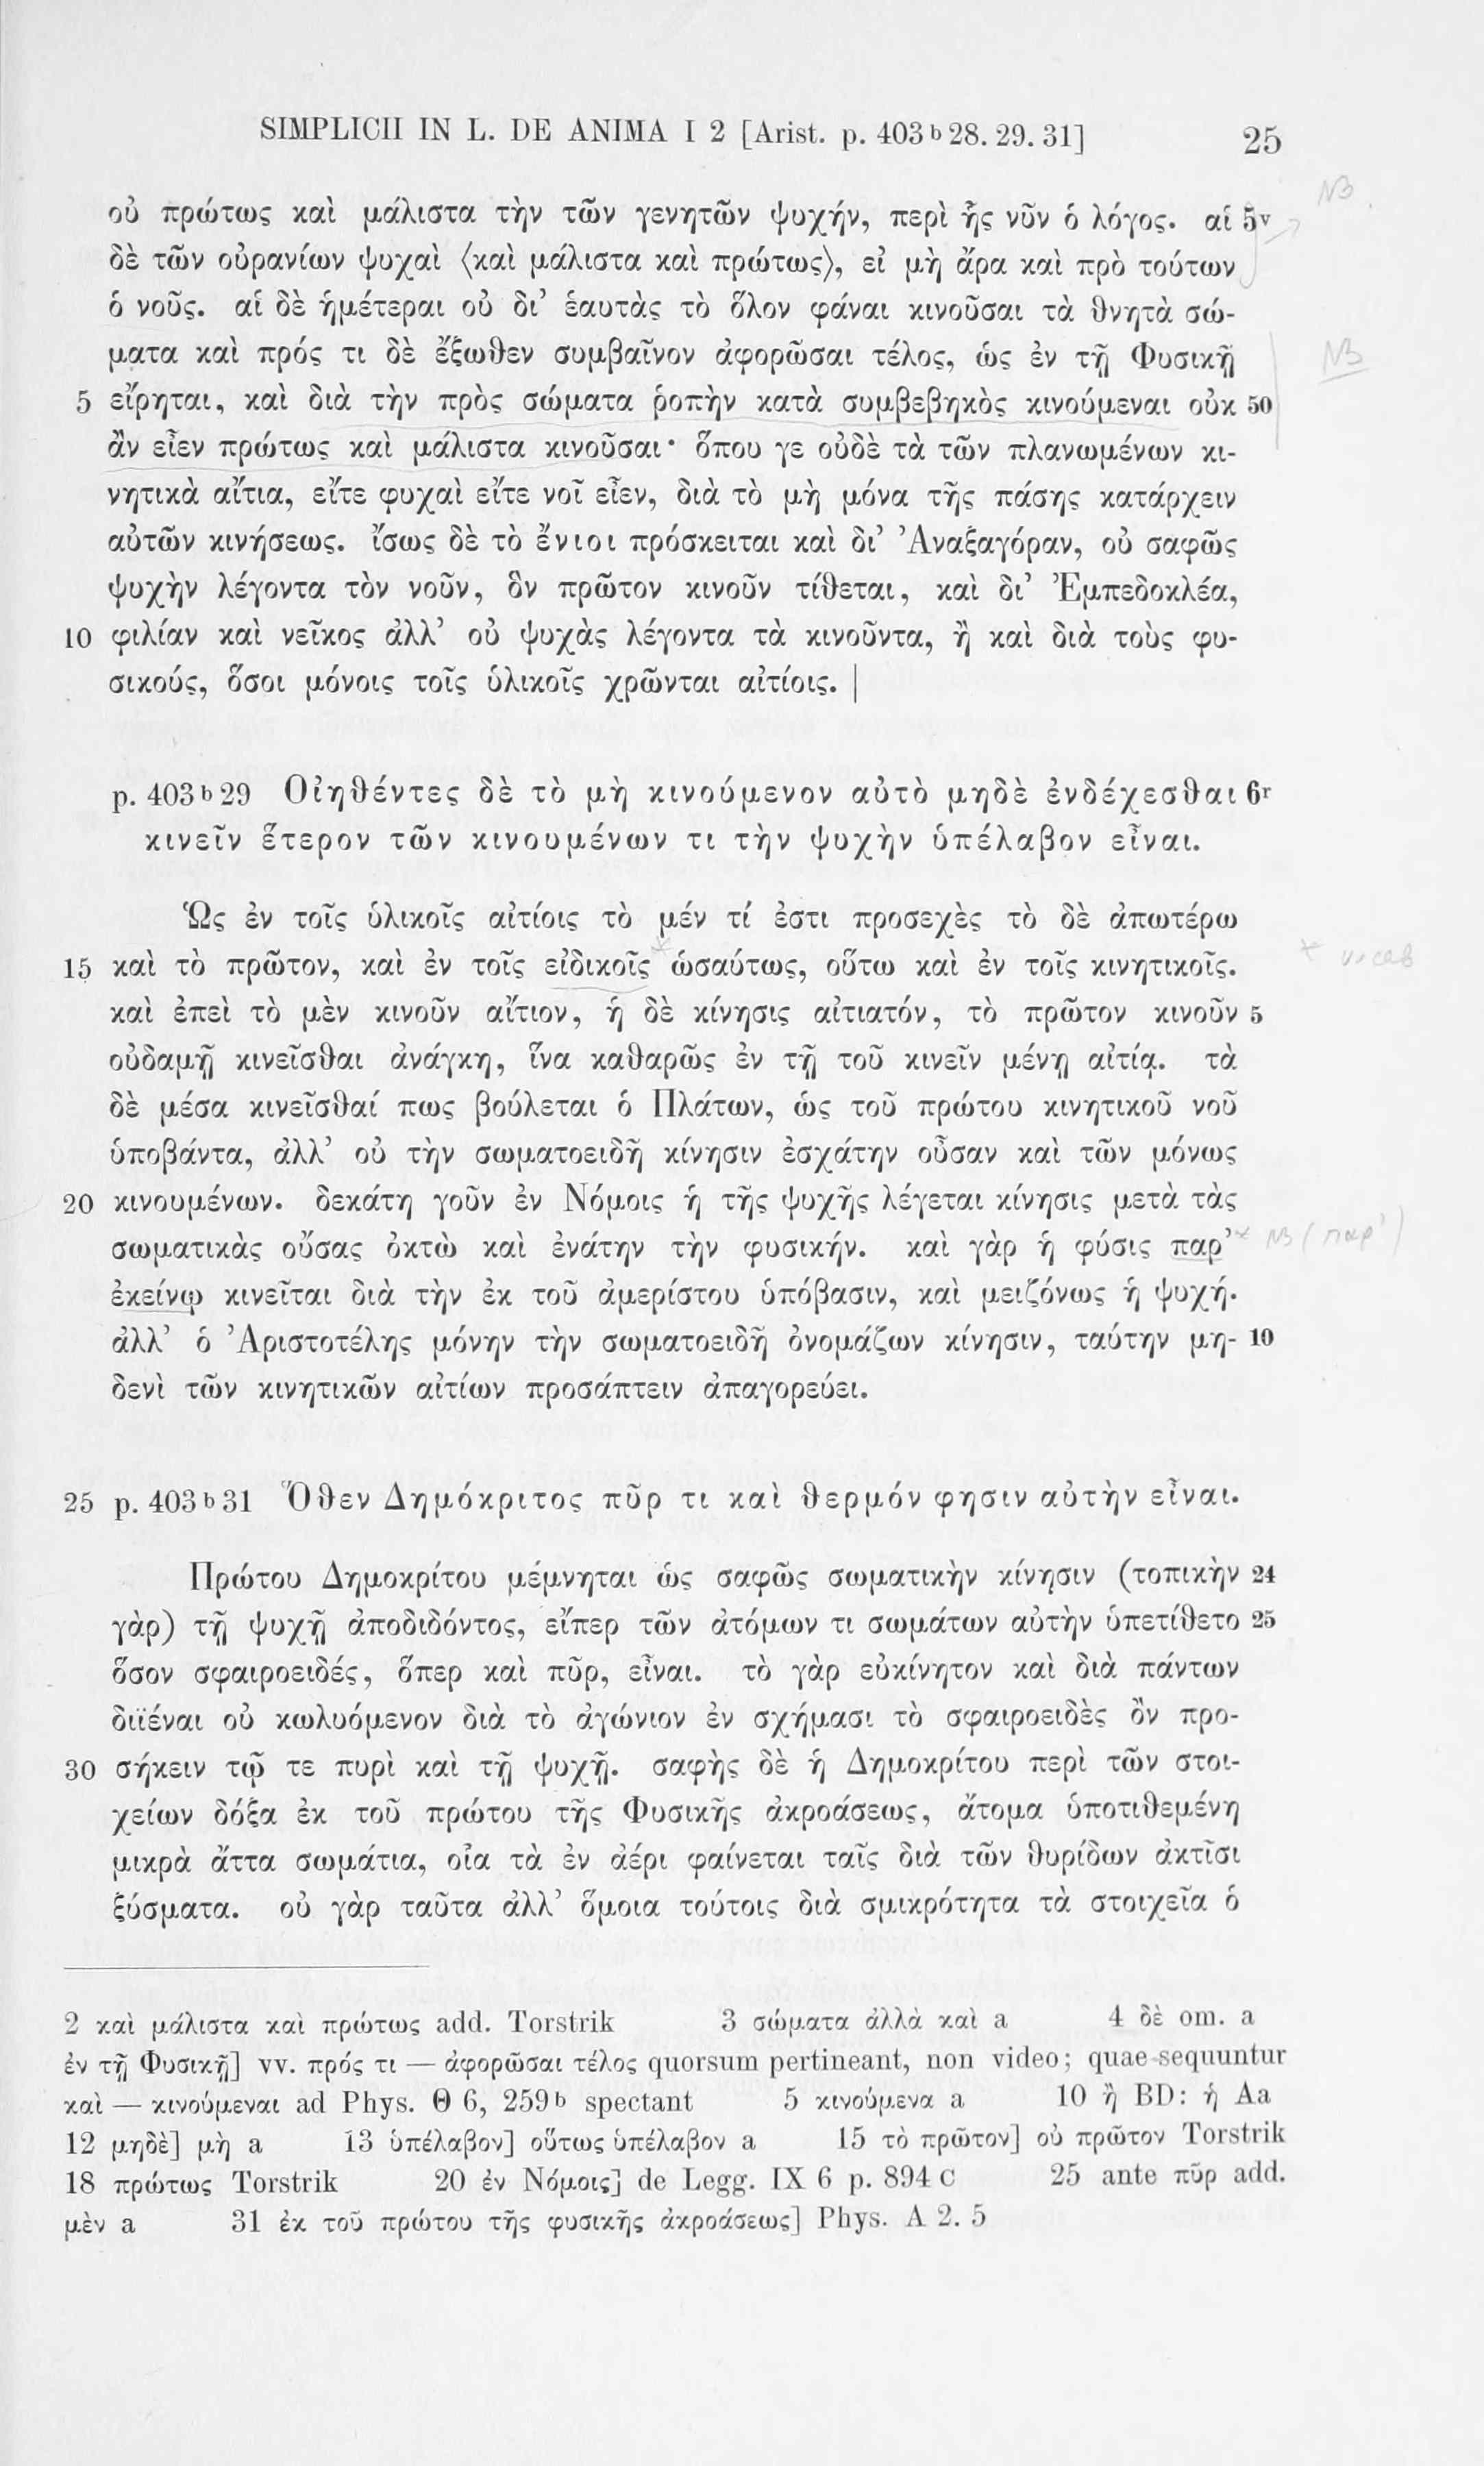 SIMPLICII IN L. DE ANIMA I 2 [Arist. p. 403ᵇ28. 29. 31] 25
NB
οὐ πρώτως καὶ μάλιστα τὴν τῶν γενητῶν ψυχήν, περὶ ἧς νῦν ὁ λόγος. αἱ 5ᵛ
δὲ τῶν οὐρανίων ψυχαὶ ⟨καὶ μάλιστα καὶ πρώτως⟩, εἰ μὴ ἄρα καὶ πρὸ τούτων
ὁ νοῦς. αἱ δὲ ἡμέτεραι οὐ δι’ ἑαυτὰς τὸ ὅλον φάναι κινοῦσαι τὰ θνητὰ σώ-
ματα καὶ πρός τι δὲ ἔξωθεν συμβαῖνον ἀφορῶσαι τέλος, ὡς ἐν τῇ Φυσικῇ NB
5 εἴρηται, καὶ διὰ τὴν πρὸς σώματα ῥοπὴν κατὰ συμβεβηκὸς κινούμεναι οὐκ 50
ἂν εἶεν πρώτως καὶ μάλιστα κινοῦσαι· ὅπου γε οὐδὲ τὰ τῶν πλανωμένων κι-
νητικὰ αἴτια, εἴτε φυχαὶ εἴτε νοῖ εἶεν, διὰ τὸ μὴ μόνα τῆς πάσης κατάρχειν
αὐτῶν κινήσεως. ἴσως δὲ τὸ ἔνιοι πρόσκειται καὶ δι’ Ἀναξαγόραν, οὐ σαφῶς
ψυχὴν λέγοντα τὸν νοῦν, ὃν πρῶτον κινοῦν τίθεται, καὶ δι’ Ἐμπεδοκλέα,
10 φιλίαν καὶ νεῖκος ἀλλ’ οὐ ψυχὰς λέγοντα τὰ κινοῦντα, ἢ καὶ διὰ τοὺς φυ-
σικούς, ὅσοι μόνοις τοῖς ὑλικοῖς χρῶνται αἰτίοις. |
p. 403ᵇ29 Οἰηθέντες δὲ τὸ μὴ κινούμενον αὐτὸ μηδὲ ἐνδέχεσθαι 6ʳ
κινεῖν ἕτερον τῶν κινουμένων τι τὴν ψυχὴν ὑπέλαβον εἶναι.
Ὡς ἐν τοῖς ὑλικοῖς αἰτίοις τὸ μέν τί ἐστι προσεχὲς τὸ δὲ ἀπωτέρω
15 καὶ τὸ πρῶτον, καὶ ἐν τοῖς εἰδικοῖς ὡσαύτως, οὕτω καὶ ἐν τοῖς κινητικοῖς.
καὶ ἐπεὶ τὸ μὲν κινοῦν αἴτιον, ἡ δὲ κίνησις αἰτιατόν, τὸ πρῶτον κινοῦν 5
οὐδαμῇ κινεῖσθαι ἀνάγκη, ἵνα καθαρῶς ἐν τῇ τοῦ κινεῖν μένῃ αἰτίᾳ. τὰ
δὲ μέσα κινεῖσθαί πως βούλεται ὁ Πλάτων, ὡς τοῦ πρώτου κινητικοῦ νοῦ
ὑποβάντα, ἀλλ’ οὐ τὴν σωματοειδῆ κίνησιν ἐσχάτην οὖσαν καὶ τῶν μόνως
20 κινουμένων. δεκάτη γοῦν ἐν Νόμοις ἡ τῆς ψυχῆς λέγεται κίνησις μετὰ τὰς
σωματικὰς οὔσας ὀκτὼ καὶ ἐνάτην τὴν φυσικήν. καὶ γὰρ ἡ φύσις παρ’ * NB (παρ’)
ἐκείνῳ κινεῖται διὰ τὴν ἐκ τοῦ ἀμερίστου ὑπόβασιν, καὶ μειζόνως ἡ ψυχή.
ἀλλ’ ὁ Ἀριστοτέλης μόνην τὴν σωματοειδῆ ὀνομάζων κίνησιν, ταύτην μη- 10
δενὶ τῶν κινητικῶν αἰτίων προσάπτειν ἀπαγορεύει.
25 p. 403ᵇ31 Ὅθεν Δημόκριτος πῦρ τι καὶ θερμόν φησιν αὐτὴν εἶναι.
Πρώτου Δημοκρίτου μέμνηται ὡς σαφῶς σωματικὴν κίνησιν (τοπικὴν 24
γὰρ) τῇ ψυχῇ ἀποδιδόντος, εἴπερ τῶν ἀτόμων τι σωμάτων αὐτὴν ὑπετίθετο 25
ὅσον σφαιροειδές, ὅπερ καὶ πῦρ, εἶναι. τὸ γὰρ εὐκίνητον καὶ διὰ πάντων
διϊέναι οὐ κωλυόμενον διὰ τὸ ἀγώνιον ἐν σχήμασι τὸ σφαιροειδὲς ὂν προ-
30 σήκειν τῷ τε πυρὶ καὶ τῇ ψυχῇ. σαφὴς δὲ ἡ Δημοκρίτου περὶ τῶν στοι-
χείων δόξα ἐκ τοῦ πρώτου τῆς Φυσικῆς ἀκροάσεως, ἄτομα ὑποτιθεμένη
μικρὰ ἄττα σωμάτια, οἷα τὰ ἐν ἀέρι φαίνεται ταῖς διὰ τῶν θυρίδων ἀκτῖσι
ξύσματα. οὐ γὰρ ταῦτα ἀλλ’ ὅμοια τούτοις διὰ σμικρότητα τὰ στοιχεῖα ὁ
2 καὶ μάλιστα καὶ πρώτως add. Torstrik 3 σώματα ἀλλὰ καὶ a 4 δὲ om. a
ἐν τῇ Φυσικῇ] vv. πρός τι — ἀφορῶσαι τέλος quorsum pertineant, non video; quae sequuntur
καὶ — κινούμεναι ad Phys. Θ 6, 259ᵇ spectant 5 κινούμενα a 10 ἢ BD: ἡ Aa
12 μηδὲ] μὴ a 13 ὑπέλαβον] οὕτως ὑπέλαβον a 15 τὸ πρῶτον] οὐ πρῶτον Torstrik
18 πρώτως Torstrik 20 ἐν Νόμοις] de Legg. IX 6 p. 894 C 25 ante πῦρ add.
μὲν a 31 ἐκ τοῦ πρώτου τῆς φυσικῆς ἀκροάσεως] Phys. A 2. 5